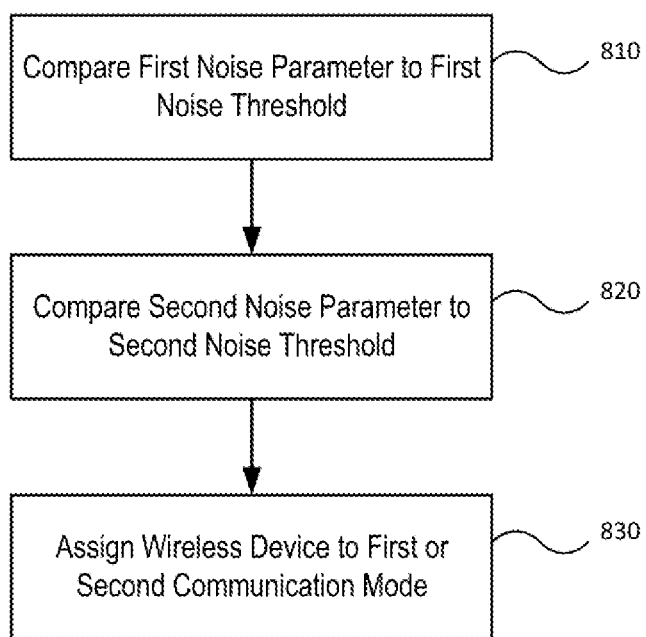 Compare First Noise Parameter to First
Noise Threshold
810
Compare Second Noise Parameter to
Second Noise Threshold
820
Assign Wireless Device to First or
Second Communication Mode
830